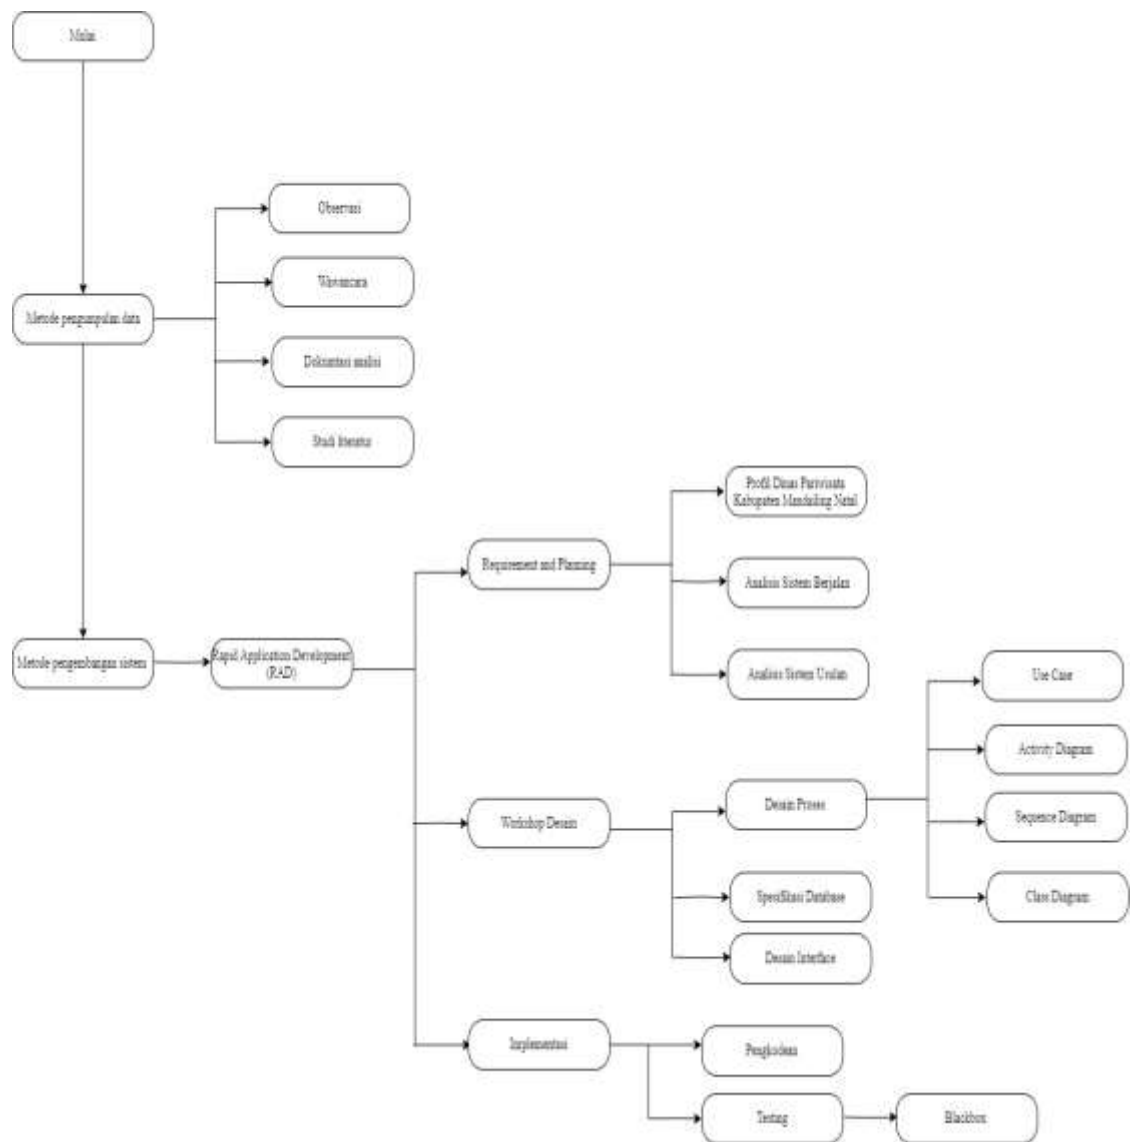 Mulai
Observasi
Wawancara
Metode pengumpulan data
Dokumtasi analisi
Studi literatur
Profil Dinas Pariwisata
Kabupaten Mandailing Natal
Requirement and Planning
Analisis Sistem Berjalan
Metode pengembangan sistem
Rapid Application Development
(RAD)
Analisis Sistem Usulan
Use Case
Activity Diagram
Desain Proses
Workshop Desain
Sequence Diagram
Spesifikasi Database
Class Diagram
Desain Interface
Implementasi
Pengkodean
Testing
Blackbox